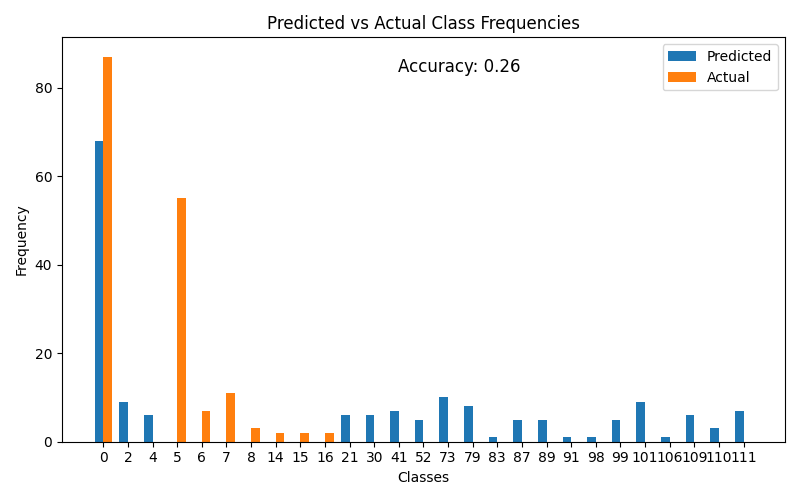 Predicted vs Actual Class Frequencies
Accuracy: 0.26
Predicted
Actual
Frequency
80
60
40
20
0
0 2 4 5 6 7 8 14 15 16 21 30 41 52 73 79 83 87 89 91 98 99 101 106 109 110 111
Classes